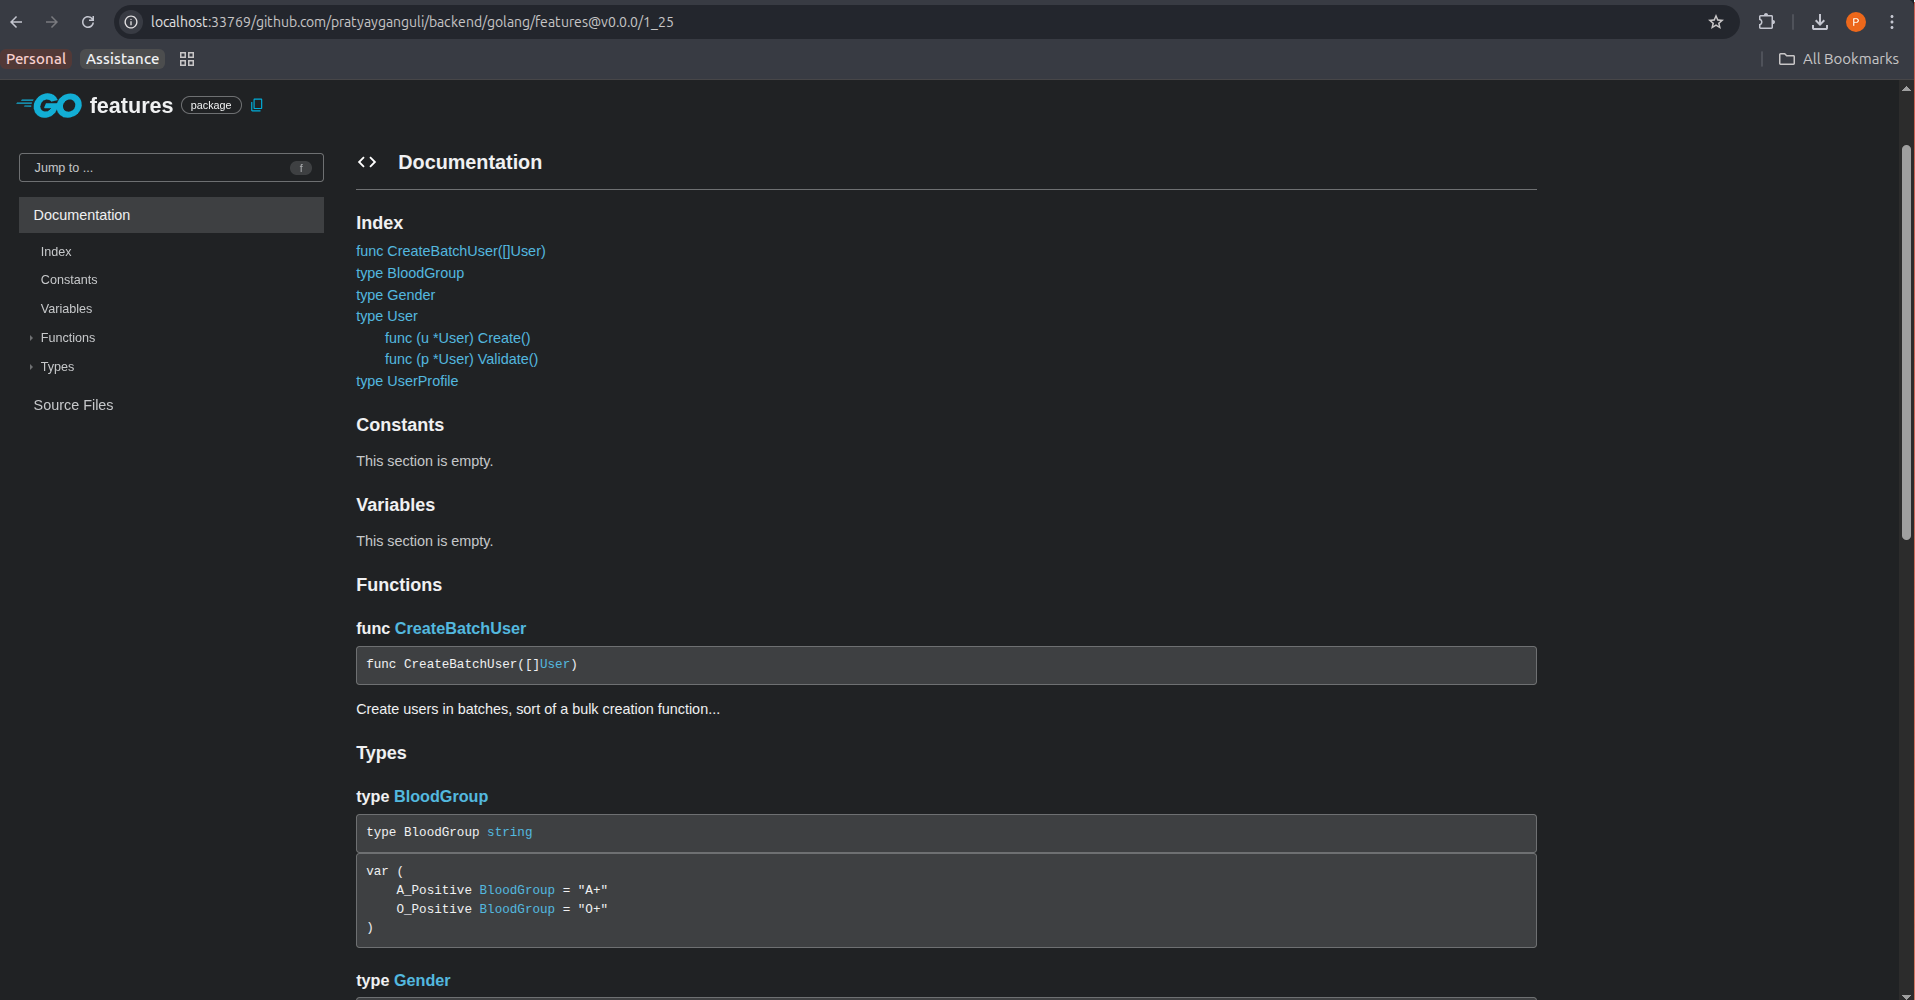 localhost:33769/github.com/pratyayganguli/backend/golang/features@v0.0.0/1_25
P
Personal
Assistance
All Bookmarks
GO features package
Jump to ... f
Documentation
Index
Constants
Variables
Functions
Types
Source Files
<> Documentation
Index
func CreateBatchUser([]User)
type BloodGroup
type Gender
type User
func (u *User) Create()
func (p *User) Validate()
type UserProfile
Constants
This section is empty.
Variables
This section is empty.
Functions
func CreateBatchUser
func CreateBatchUser([]User)
Create users in batches, sort of a bulk creation function...
Types
type BloodGroup
type BloodGroup string
var (
    A_Positive BloodGroup = "A+"
    O_Positive BloodGroup = "O+"
)
type Gender